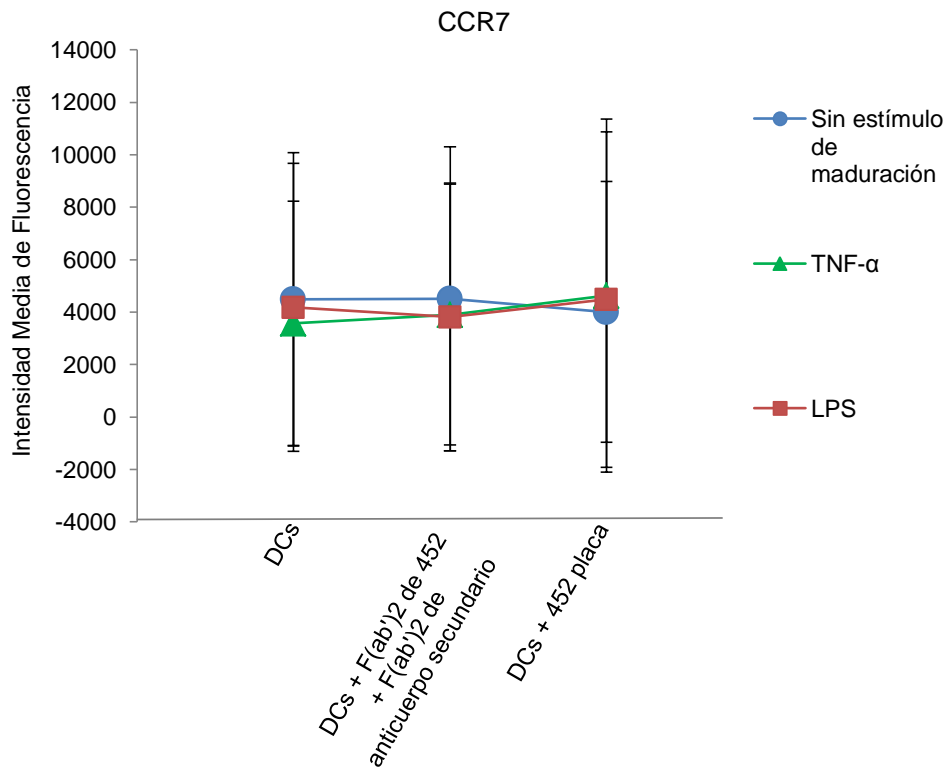 CCR7
Intensidad Media de Fluorescencia
14000
12000
10000
8000
6000
4000
2000
0
-2000
-4000
DCs
DCs + F(ab')2 de 452
+ F(ab')2 de
anticuerpo secundario
DCs + 452 placa
Sin estímulo
de
maduración
TNF-α
LPS